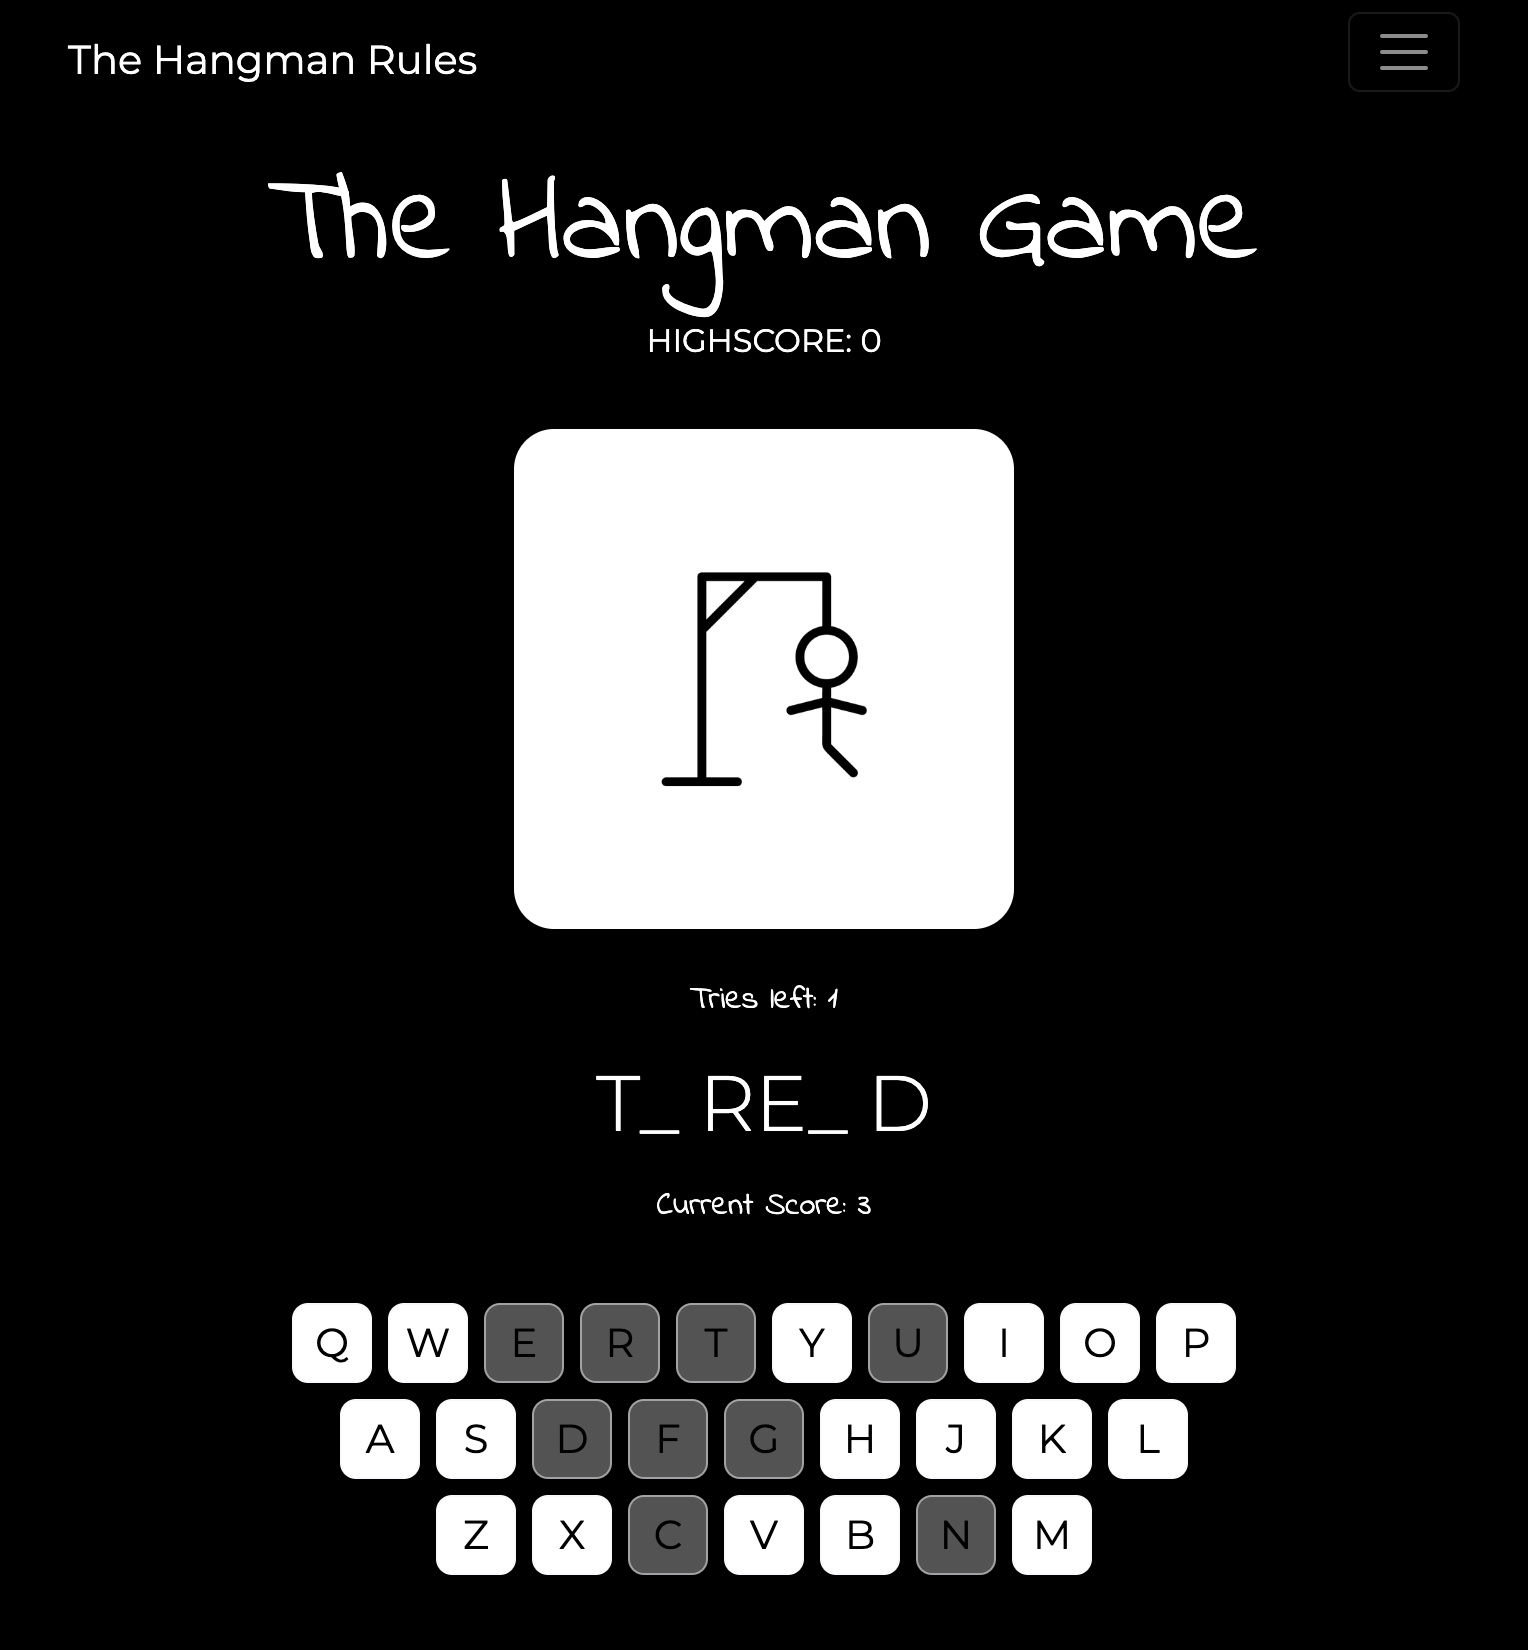 The Hangman Rules
The Hangman Game
HIGHSCORE: 0
Tries left: 1
T_ RE_ D
Current Score: 3
Q W E R T Y U I O P
A S D F G H J K L
Z X C V B N M